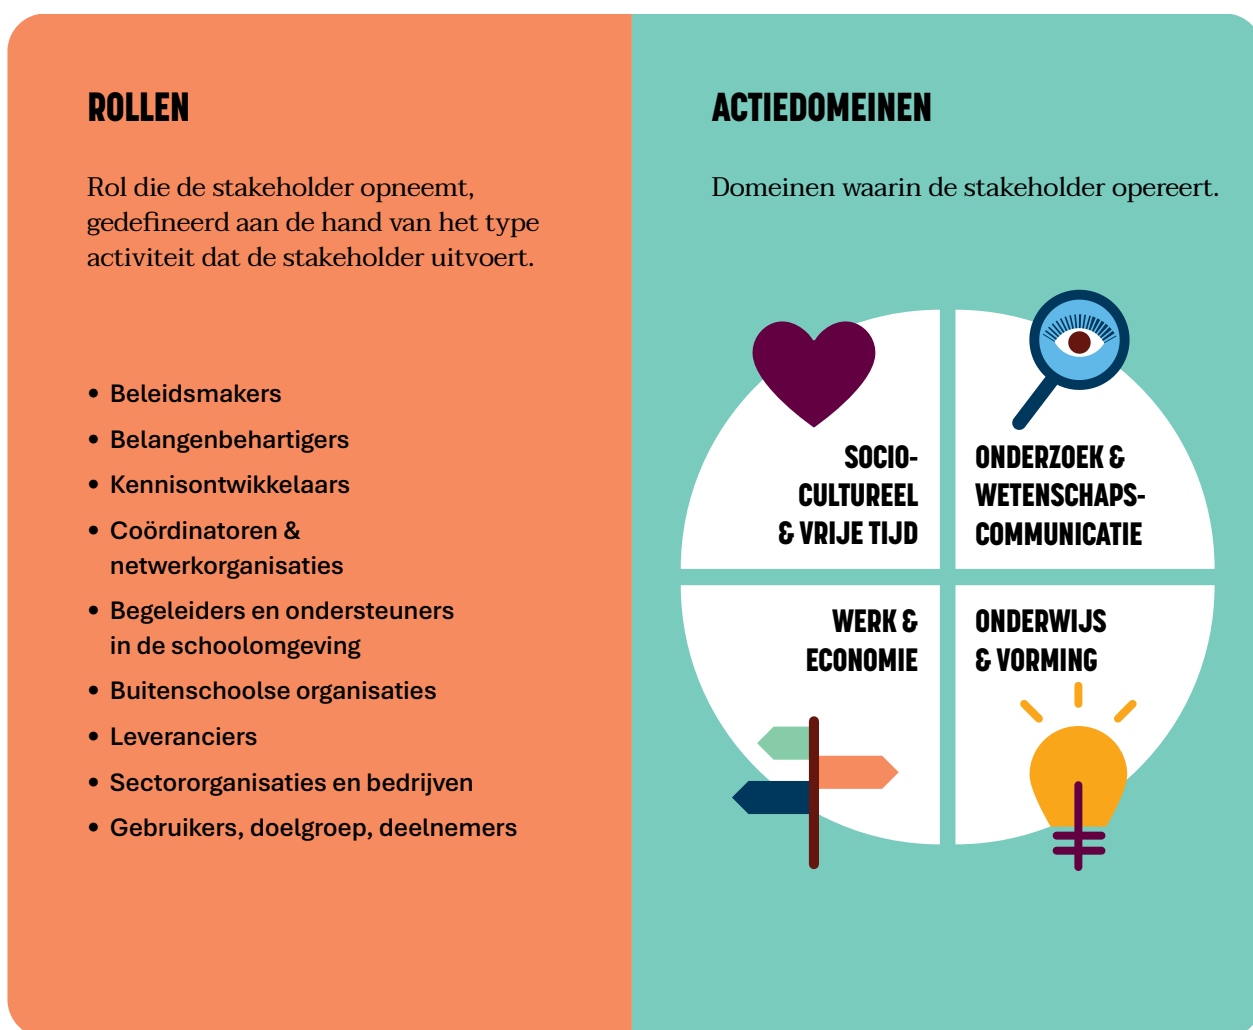 ROLLEN
Rol die de stakeholder opneemt,
gedefineerd aan de hand van het type
activiteit dat de stakeholder uitvoert.
• Beleidsmakers
• Belangenbehartigers
• Kennisontwikkelaars
• Coördinatoren &
netwerkorganisaties
• Begeleiders en ondersteuners
in de schoolomgeving
• Buitenschoolse organisaties
• Leveranciers
• Sectororganisaties en bedrijven
• Gebruikers, doelgroep, deelnemers
ACTIEDOMEINEN
Domeinen waarin de stakeholder opereert.
SOCIO-
CULTUREEL
& VRIJE TIJD
ONDERZOEK &
WETENSCHAPS-
COMMUNICATIE
WERK &
ECONOMIE
ONDERWIJS
& VORMING